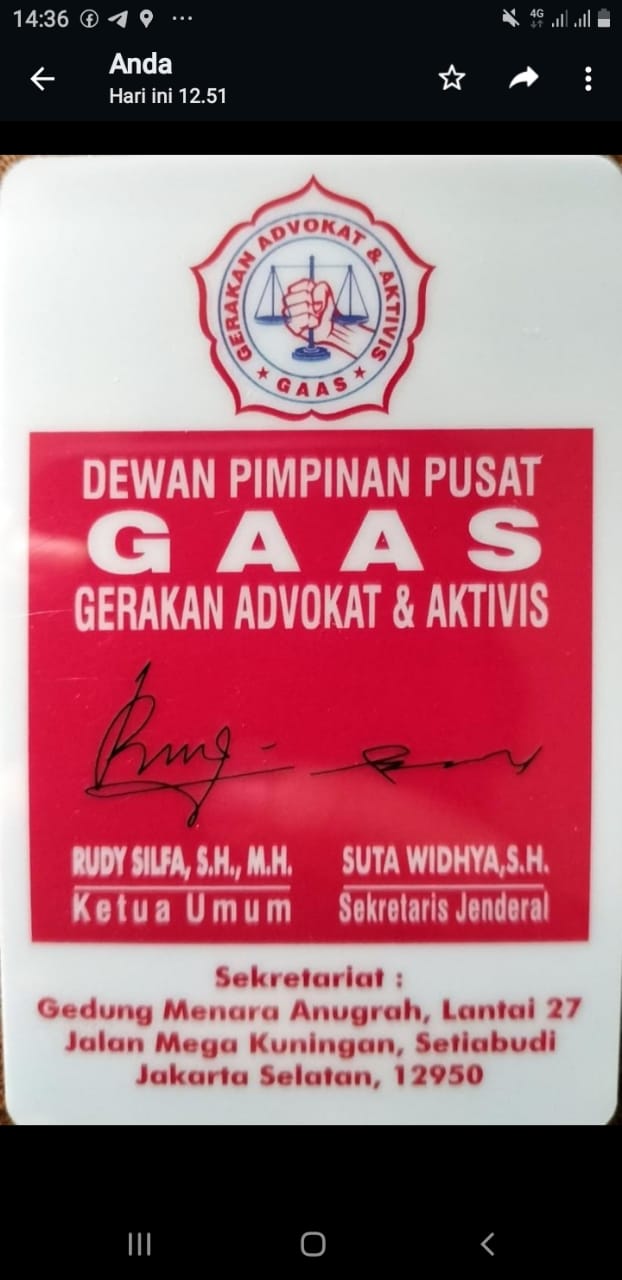 14:36
4G
Anda
Hari ini 12.51
GERAKAN ADVOKAT & AKTIVIS
GAAS
DEWAN PIMPINAN PUSAT
GAAS
GERAKAN ADVOKAT & AKTIVIS
RUDY SILFA, S.H., M.H. SUTA WIDHYA,S.H.
Ketua Umum Sekretaris Jenderal
Sekretariat :
Gedung Menara Anugrah, Lantai 27
Jalan Mega Kuningan, Setiabudi
Jakarta Selatan, 12950